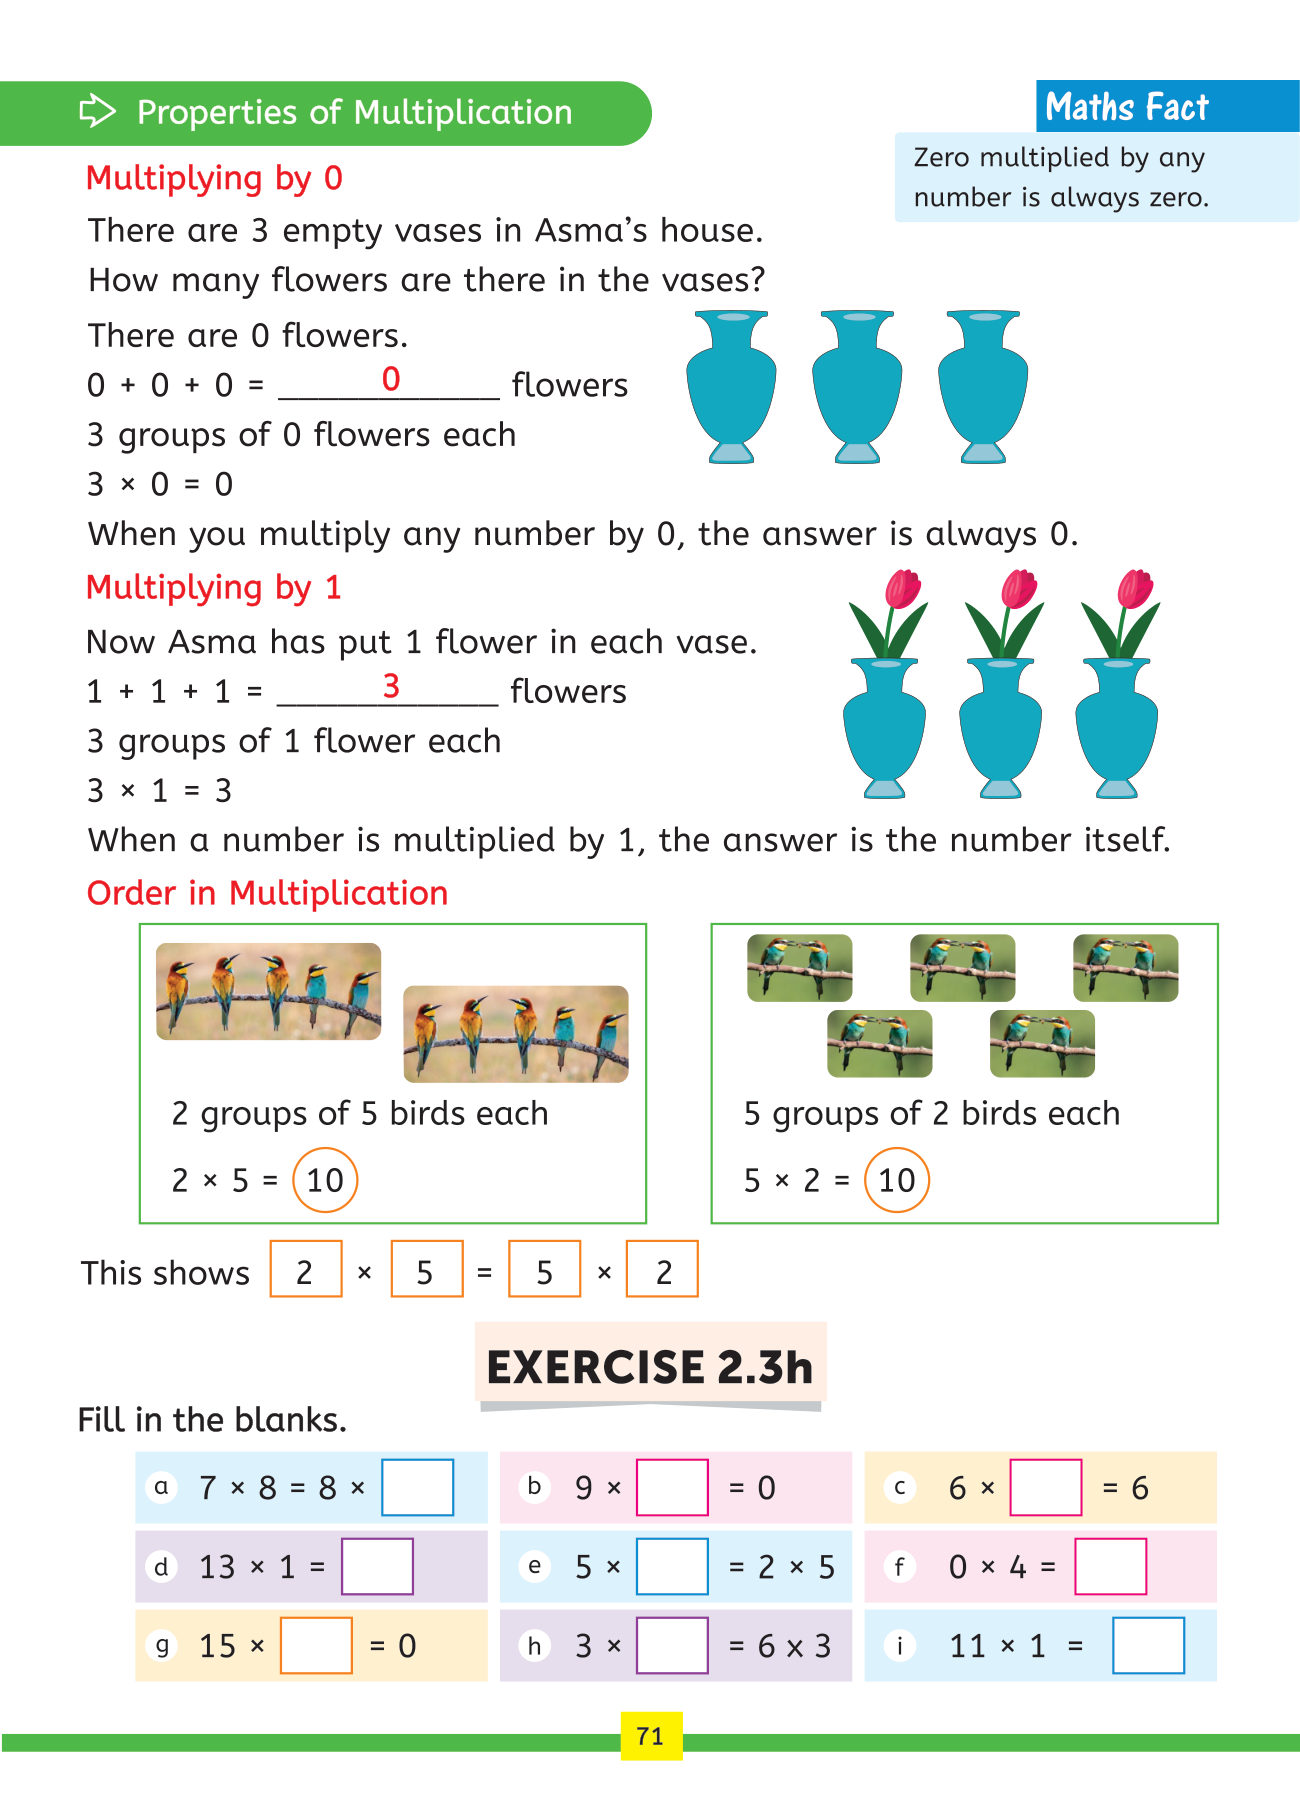 Properties of Multiplication
Maths Fact
Zero multiplied by any
number is always zero.
Multiplying by 0
There are 3 empty vases in Asma's house.
How many flowers are there in the vases?
There are 0 flowers.
0 + 0 + 0 = ____________ flowers
0
3 groups of 0 flowers each
3 × 0 = 0
When you multiply any number by 0, the answer is always 0.
Multiplying by 1
Now Asma has put 1 flower in each vase.
1 + 1 + 1 = ____________ flowers
3
3 groups of 1 flower each
3 × 1 = 3
When a number is multiplied by 1, the answer is the number itself.
Order in Multiplication
2 groups of 5 birds each
2 × 5 = 10
5 groups of 2 birds each
5 × 2 = 10
This shows 2 × 5 = 5 × 2
EXERCISE 2.3h
Fill in the blanks.
a 7 × 8 = 8 ×
b 9 × = 0
c 6 × = 6
d 13 × 1 =
e 5 × = 2 × 5
f 0 × 4 =
g 15 × = 0
h 3 × = 6 x 3
i 11 × 1 =
71